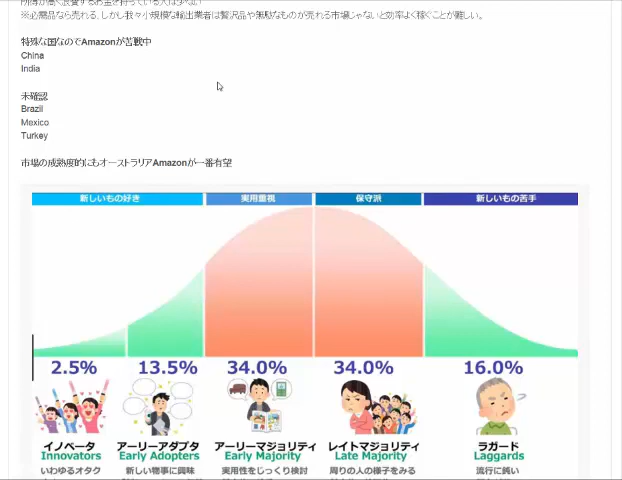 ※必需品なら売れる、しかし我々小規模な輸出業者は贅沢品や無駄なものが売れる市場じゃないと効率よく稼ぐことが難しい。
特殊な国なのでAmazonが苦戦中
China
India
未確認
Brazil
Mexico
Turkey
市場の成熟度的にもオーストラリアAmazonが一番有望
新しいもの好き 実用重視 保守派 新しいもの苦手
2.5% 13.5% 34.0% 34.0% 16.0%
イノベータ アーリーアダプタ アーリーマジョリティ レイトマジョリティ ラガード
Innovators Early Adopters Early Majority Late Majority Laggards
いわゆるオタク 新しい物事に興味 実用性をじっくり検討 周りの人の様子をみる 流行に鈍い